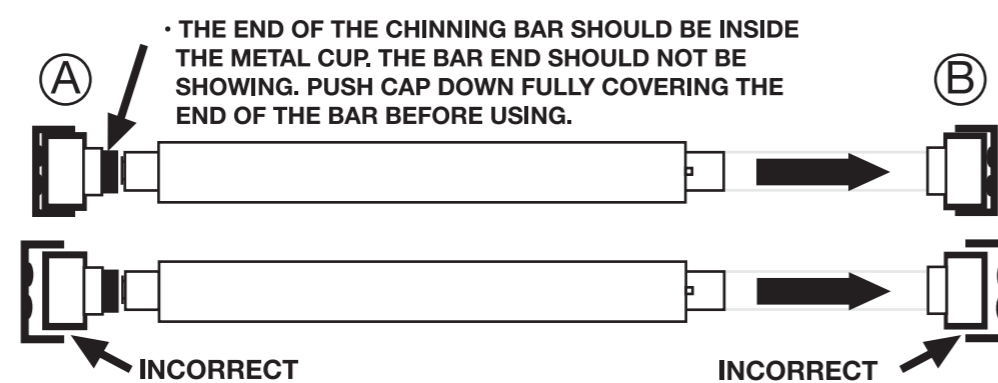 · THE END OF THE CHINNING BAR SHOULD BE INSIDE
THE METAL CUP. THE BAR END SHOULD NOT BE
SHOWING. PUSH CAP DOWN FULLY COVERING THE
END OF THE BAR BEFORE USING.
A
B
INCORRECT
INCORRECT